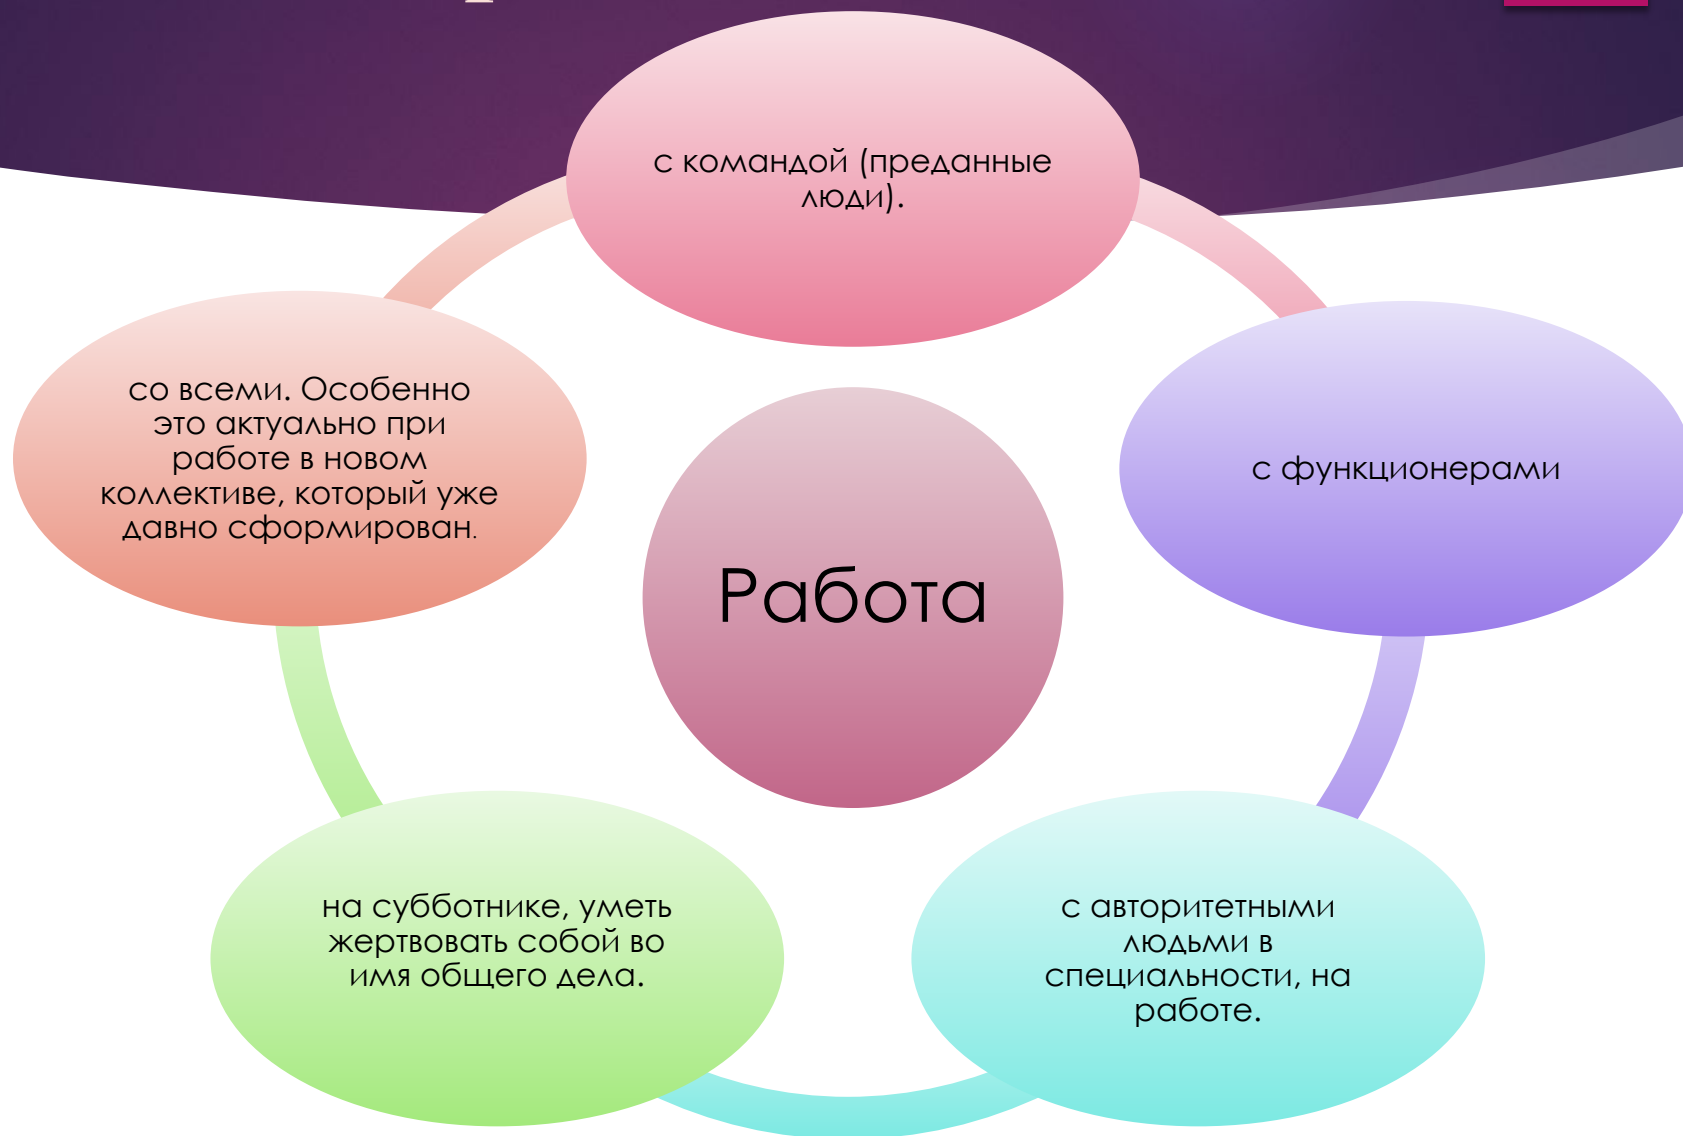 с командой (преданные
люди).
с функционерами
с авторитетными
людьми в
специальности, на
работе.
на субботнике, уметь
жертвовать собой во
имя общего дела.
со всеми. Особенно
это актуально при
работе в новом
коллективе, который уже
давно сформирован.
Работа